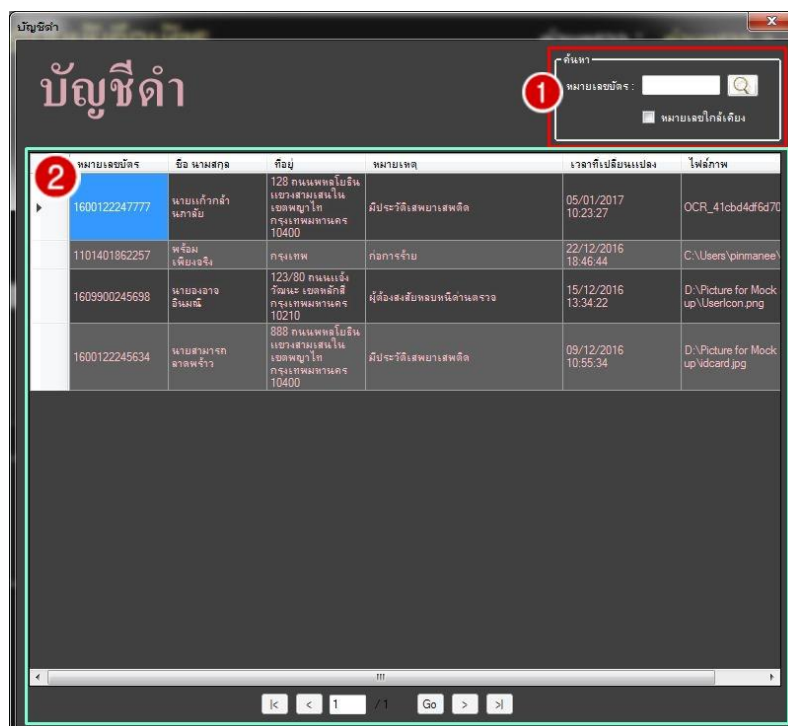 บัญชีดำ
X
บัญชีดำ
ค้นหา
1
หมายเลขบัตร :
หมายเลขใกล้เคียง
2
หมายเลขบัตร ชื่อ นามสกุล ที่อยู่ หมายเหตุ เวลาที่เปลี่ยนแปลง ไฟล์ภาพ
128 ถนนพหลโยธิน
แขวงสามเสนใน
1600122247777 นายแก้วกล้า นภาลัย เขตพญาไท มีประวัติเสพยาเสพติด 05/01/2017 10:23:27 OCR_41cbd4df6d70
กรุงเทพมหานคร
10400
1101401862257 พร้อม เพียงจริง กรุงเทพ ก่อการร้าย 22/12/2016 18:46:44 C:\Users\pinmanee\
123/80 ถนนแจ้ง
วัฒนะ เขตหลักสี่
1609900245698 นายองอาจ อินมณี กรุงเทพมหานคร ผู้ต้องสงสัยหลบหนีด่านตรวจ 15/12/2016 13:34:22 D:\Picture for Mock up\UserIcon.png
10210
888 ถนนพหลโยธิน
แขวงสามเสนใน
1600122245634 นายสามารถ ลาดพร้าว เขตพญาไท มีประวัติเสพยาเสพติด 09/12/2016 10:55:34 D:\Picture for Mock up\idcard.jpg
กรุงเทพมหานคร
10400
|< < 1 / 1 Go > >|